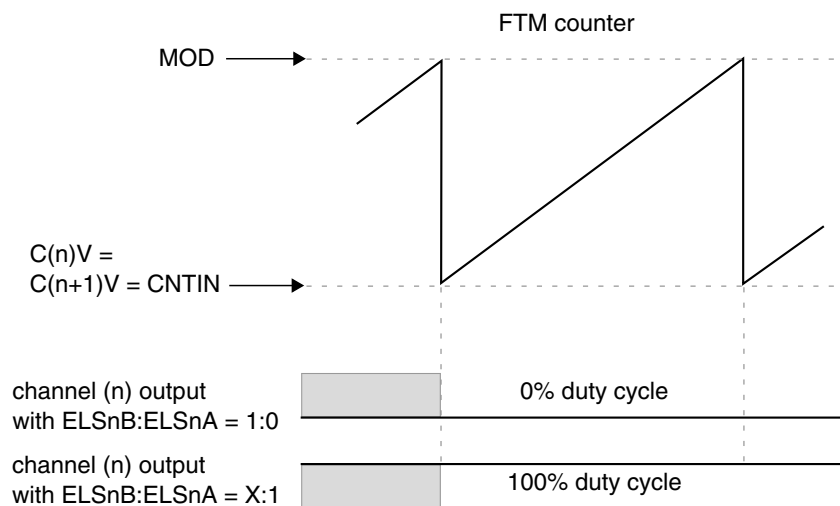 FTM counter
MOD
C(n)V =
C(n+1)V = CNTIN
channel (n) output
with ELSnB:ELSnA = 1:0
0% duty cycle
channel (n) output
with ELSnB:ELSnA = X:1
100% duty cycle